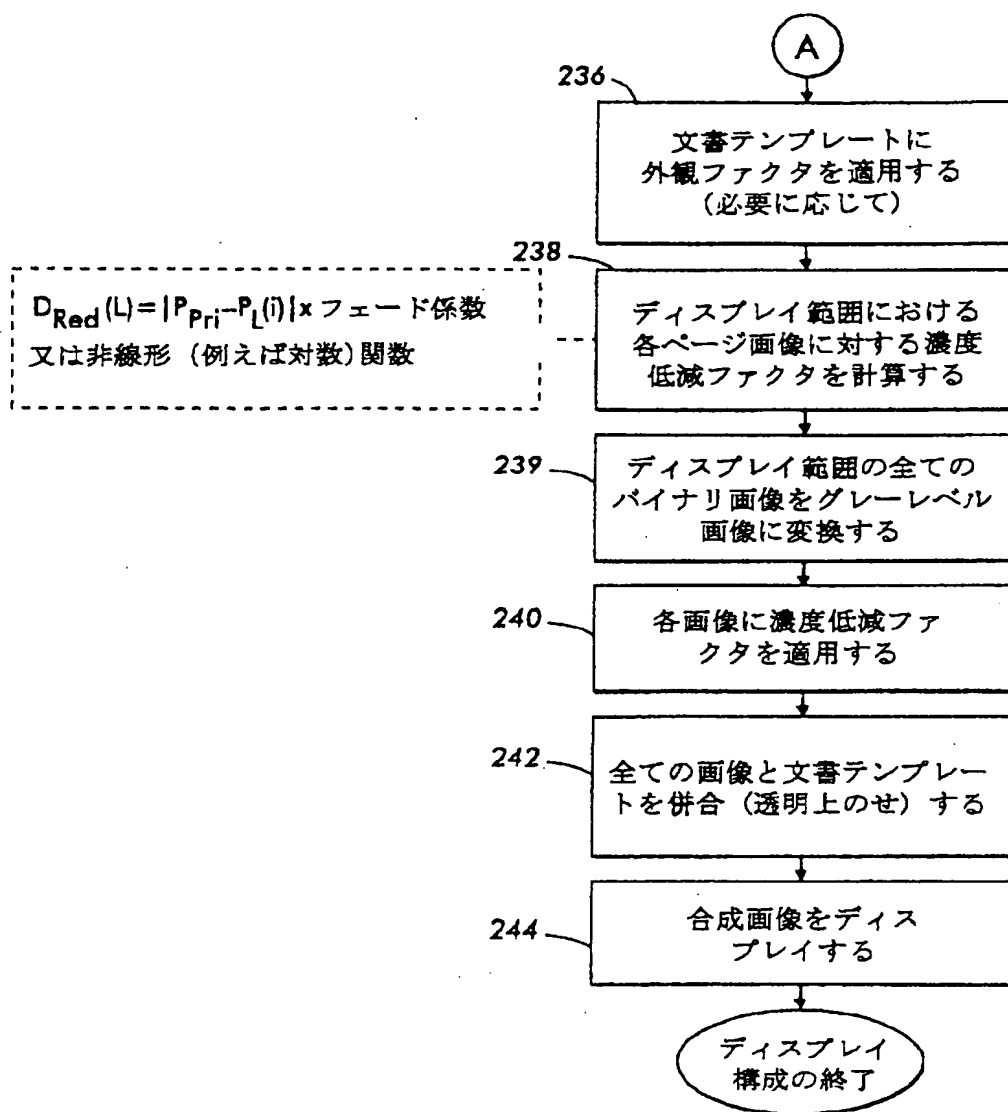 A
236
文書テンプレートに
外観ファクタを適用する
(必要に応じて)
238
D_Red(L)=|P_Pri-P_L(i)|x フェード係数
又は非線形(例えば対数)関数
ディスプレイ範囲における
各ページ画像に対する濃度
低減ファクタを計算する
239
ディスプレイ範囲の全ての
バイナリ画像をグレーレベル
画像に変換する
240
各画像に濃度低減ファ
クタを適用する
242
全ての画像と文書テンプレー
トを併合(透明上のせ)する
244
合成画像をディス
プレイする
ディスプレイ
構成の終了